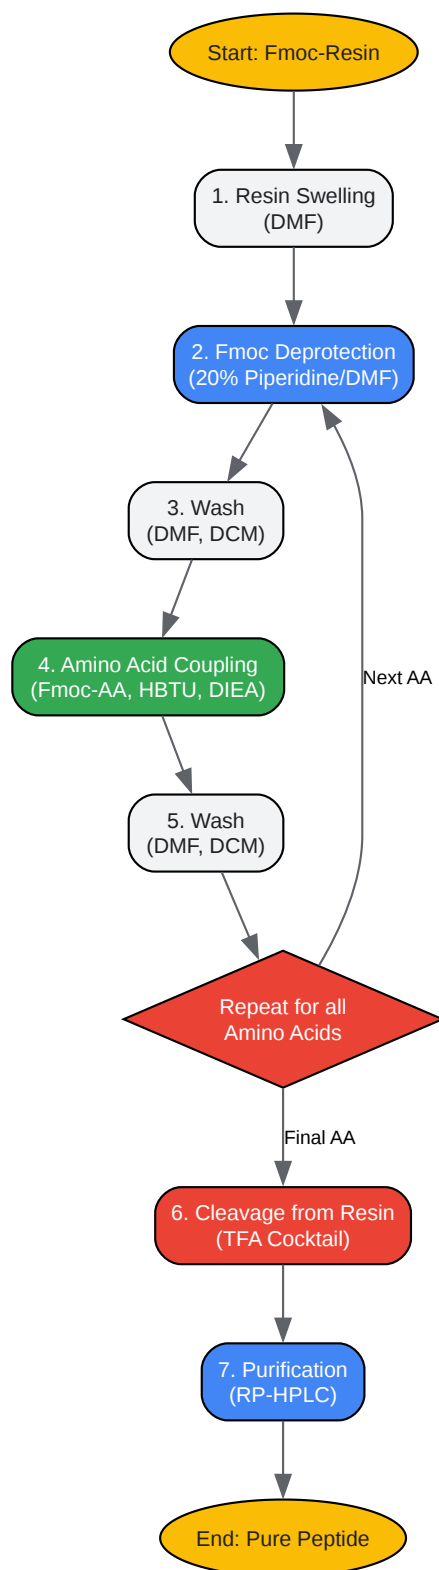 Start: Fmoc-Resin
1. Resin Swelling
(DMF)
2. Fmoc Deprotection
(20% Piperidine/DMF)
3. Wash
(DMF, DCM)
4. Amino Acid Coupling
(Fmoc-AA, HBTU, DIEA)
Next AA
5. Wash
(DMF, DCM)
Repeat for all
Amino Acids
Final AA
6. Cleavage from Resin
(TFA Cocktail)
7. Purification
(RP-HPLC)
End: Pure Peptide